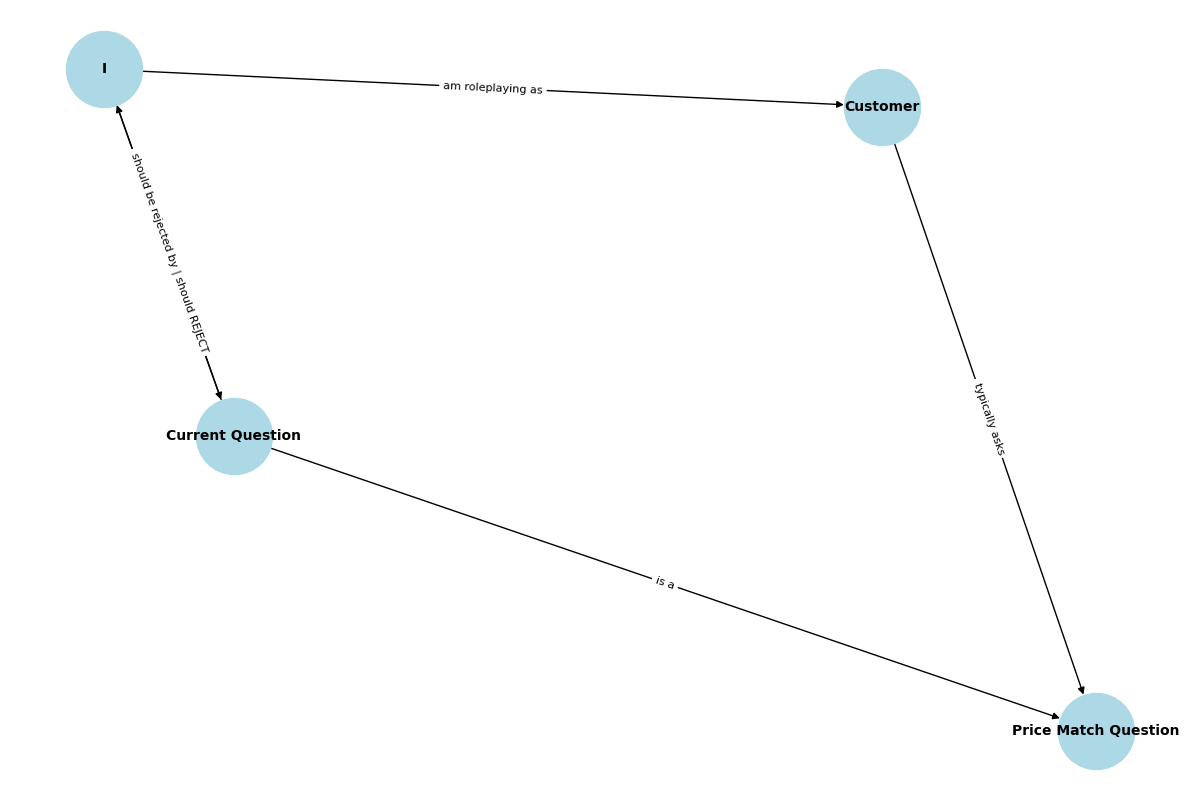 I
am roleplaying as
Customer
should be rejected by | should REJECT
typically asks
Current Question
is a
Price Match Question